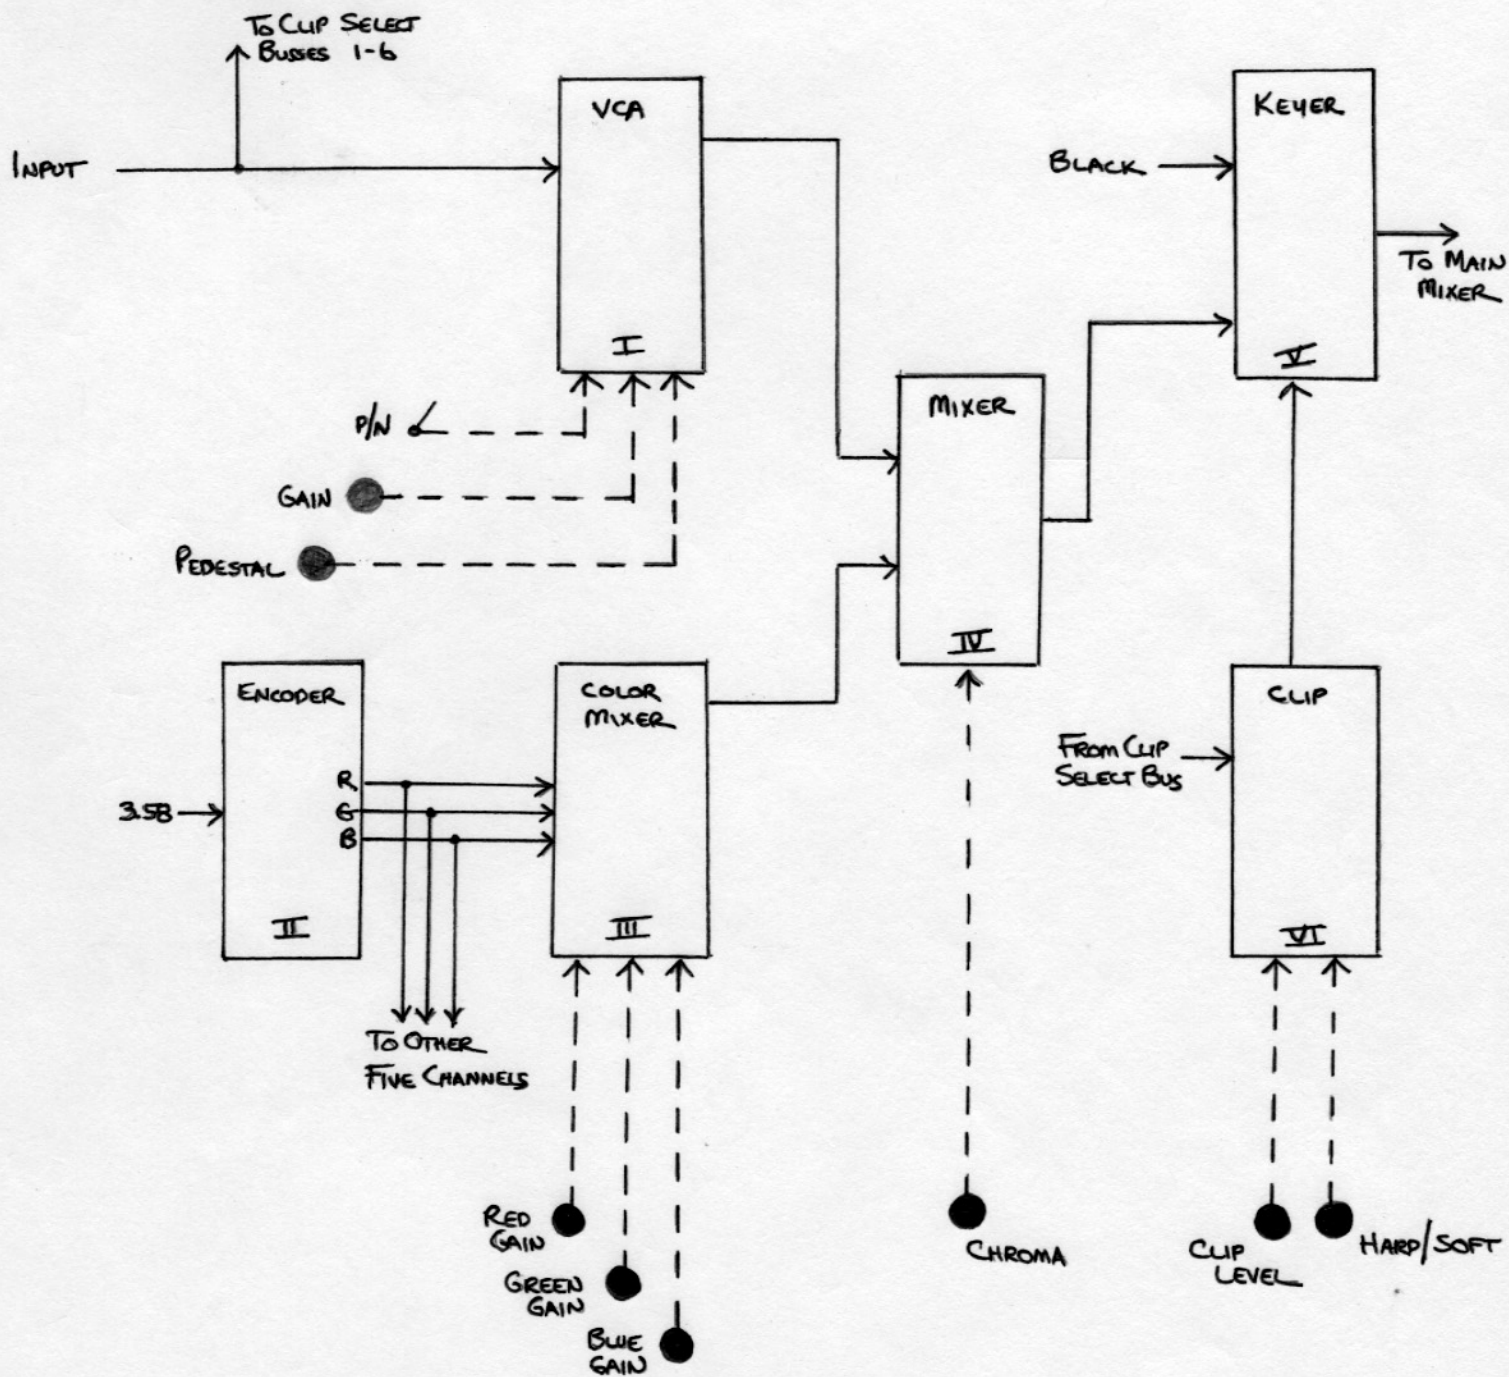 To Clip Select
Busses 1-6
VCA
Keyer
Input
Black
To Main
Mixer
I
V
P/N
Mixer
Gain
Pedestal
IV
Encoder
Color
Mixer
Clip
R
From Clip
Select Bus
3.58
G
B
II
III
VI
To Other
Five Channels
Red
Gain
Chroma
Clip
Level
Harp/Soft
Green
Gain
Blue
Gain